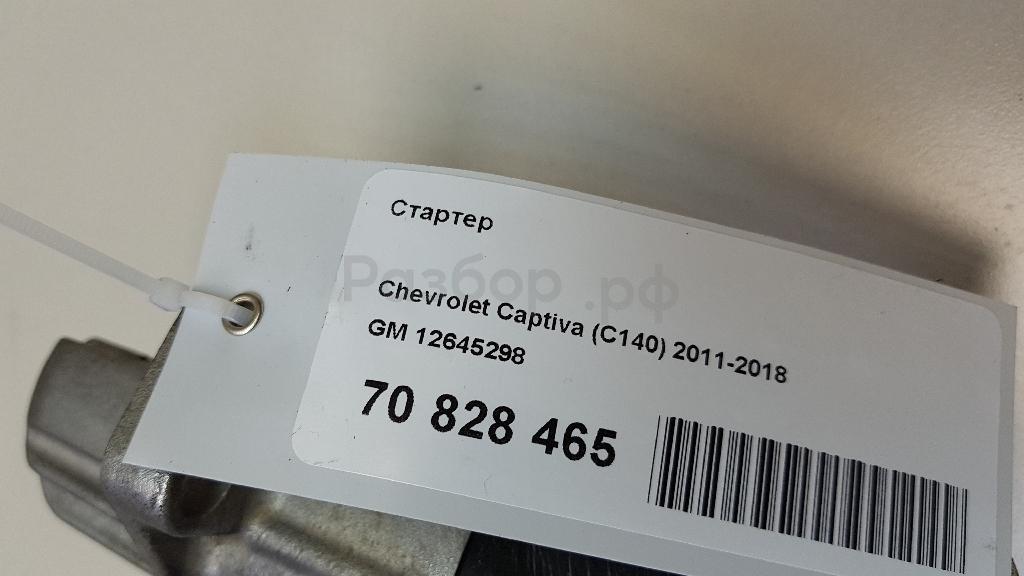 Стартер
Разбор.рф
Chevrolet Captiva (C140) 2011-2018
GM 12645298
70 828 465